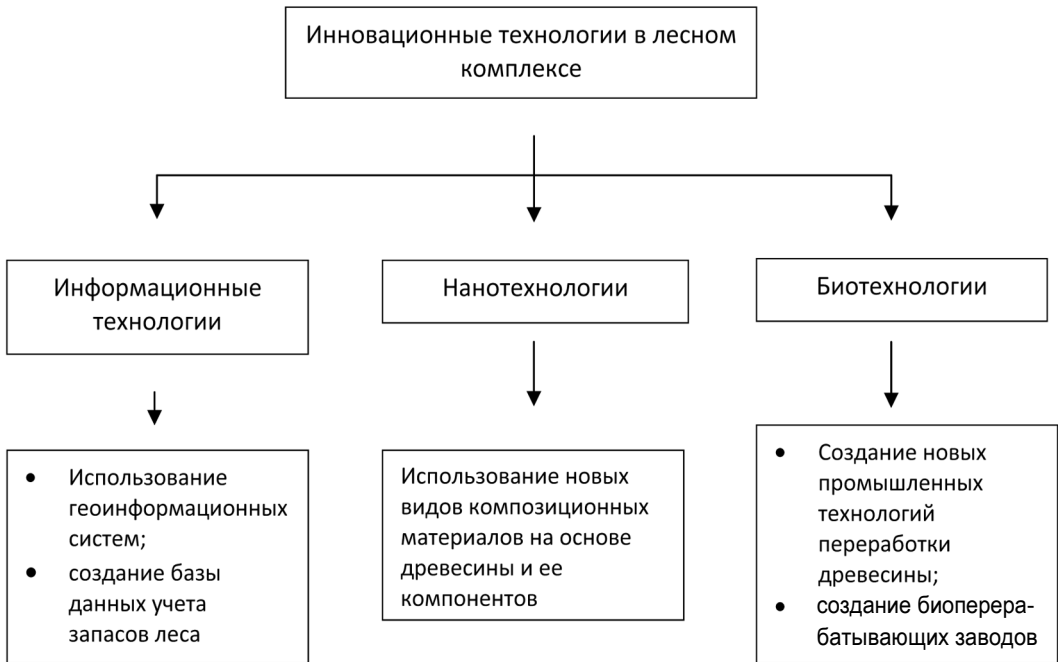 Инновационные технологии в лесном
комплексе
Информационные
технологии
Нанотехнологии
Биотехнологии
• Использование
геоинформационных
систем;
• создание базы
данных учета
запасов леса
Использование новых
видов композиционных
материалов на основе
древесины и ее
компонентов
• Создание новых
промышленных
технологий
переработки
древесины;
• создание биоперера-
батывающих заводов